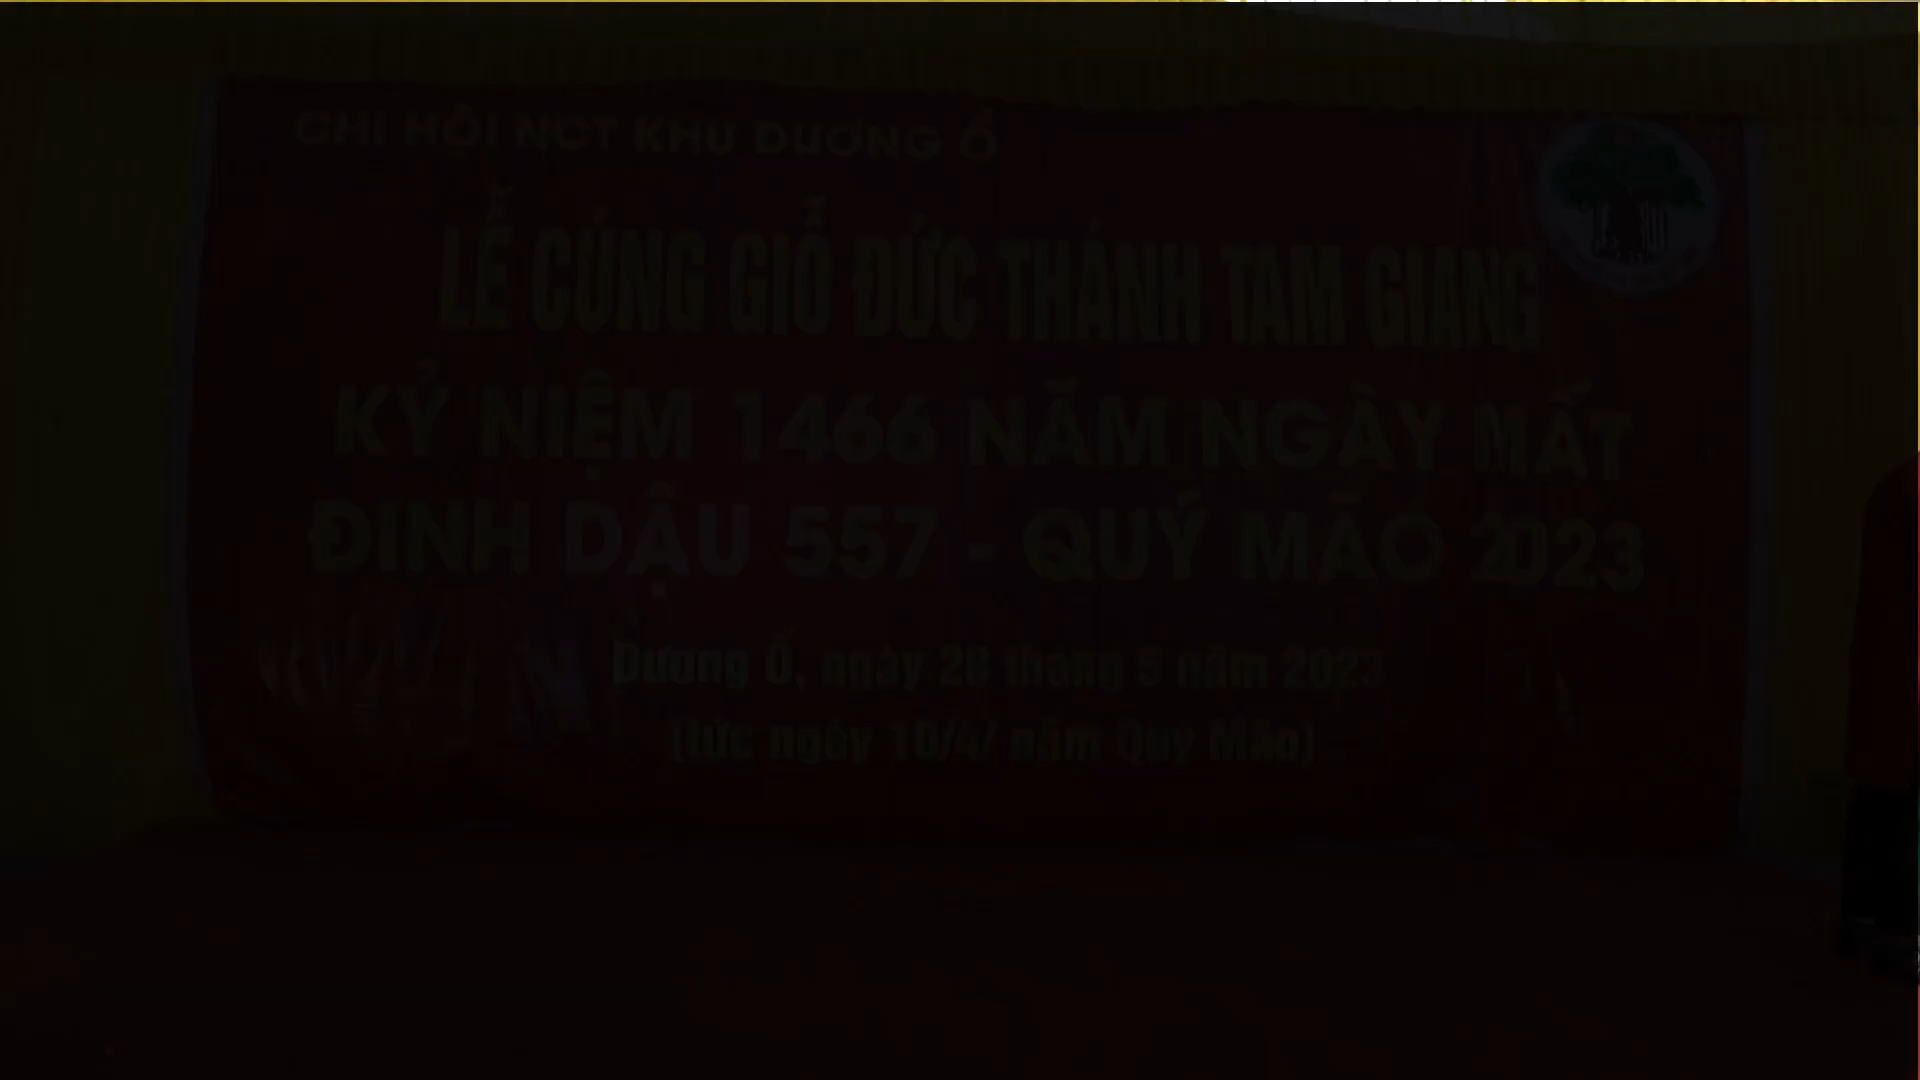 CHI HỘI NCT KHU DƯƠNG Ổ
LỄ CÚNG GIỖ ĐỨC THÁNH TAM GIANG
KỶ NIỆM 1466 NĂM NGÀY MẤT
ĐINH DẬU 557 - QUÝ MÃO 2023
Dương Ổ, ngày 28 tháng 5 năm 2023
(tức ngày 10/4/ năm Quý Mão)